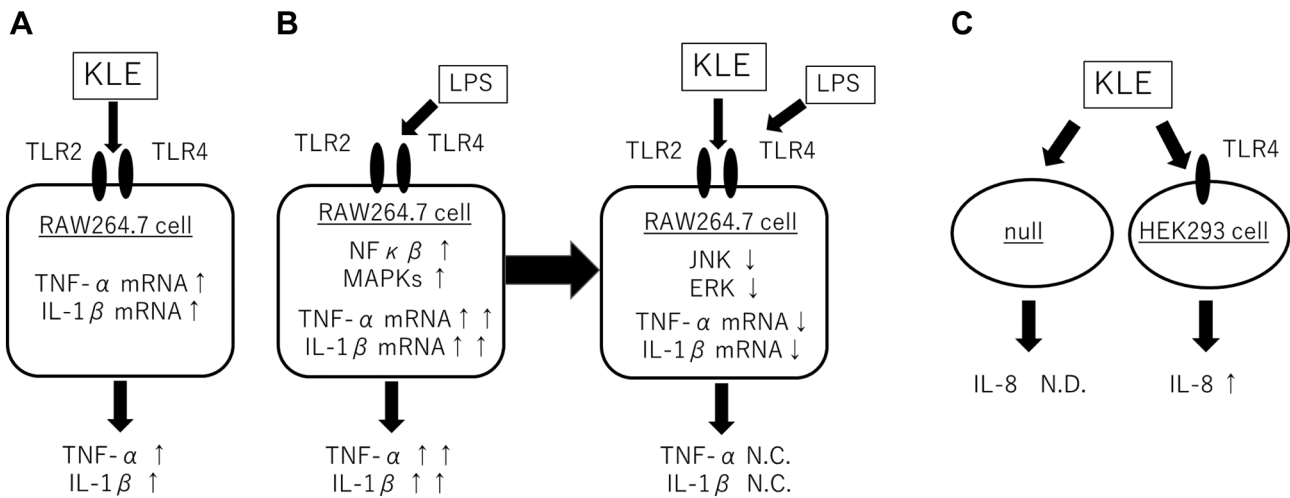 A
KLE
TLR2 TLR4
RAW264.7 cell
TNF-α mRNA ↑
IL-1β mRNA ↑
TNF-α ↑
IL-1β ↑
B
LPS
TLR2 TLR4
RAW264.7 cell
NFκβ ↑
MAPKs ↑
TNF-α mRNA ↑ ↑
IL-1β mRNA ↑ ↑
TNF-α ↑ ↑
IL-1β ↑ ↑
KLE
LPS
TLR2 TLR4
RAW264.7 cell
JNK ↓
ERK ↓
TNF-α mRNA ↓
IL-1β mRNA ↓
TNF-α N.C.
IL-1β N.C.
C
KLE
TLR4
null
HEK293 cell
IL-8 N.D.
IL-8 ↑